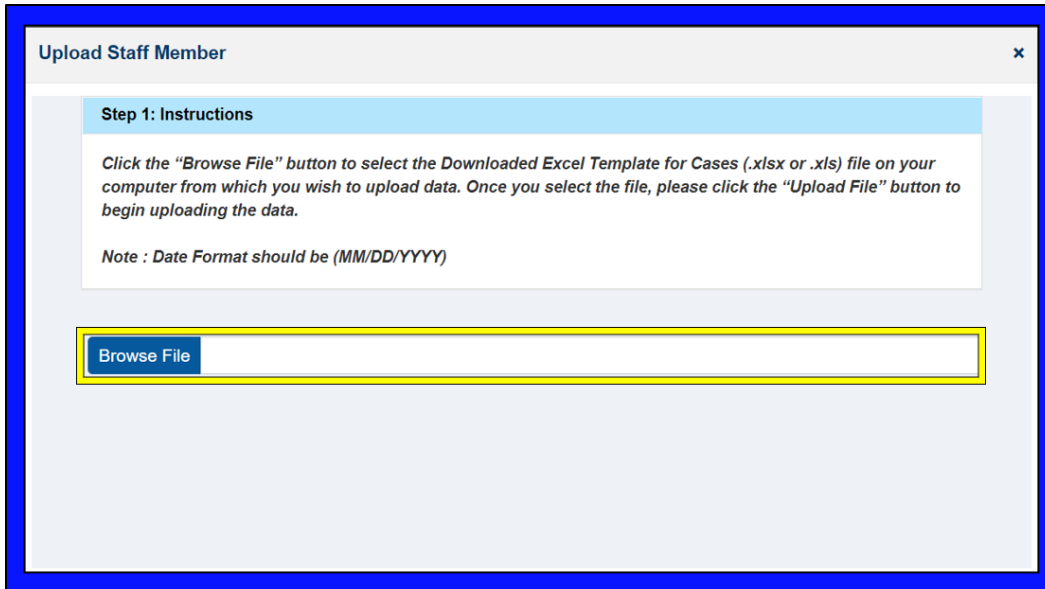 Upload Staff Member ×
Step 1: Instructions
Click the “Browse File” button to select the Downloaded Excel Template for Cases (.xlsx or .xls) file on your
computer from which you wish to upload data. Once you select the file, please click the “Upload File” button to
begin uploading the data.
Note : Date Format should be (MM/DD/YYYY)
Browse File